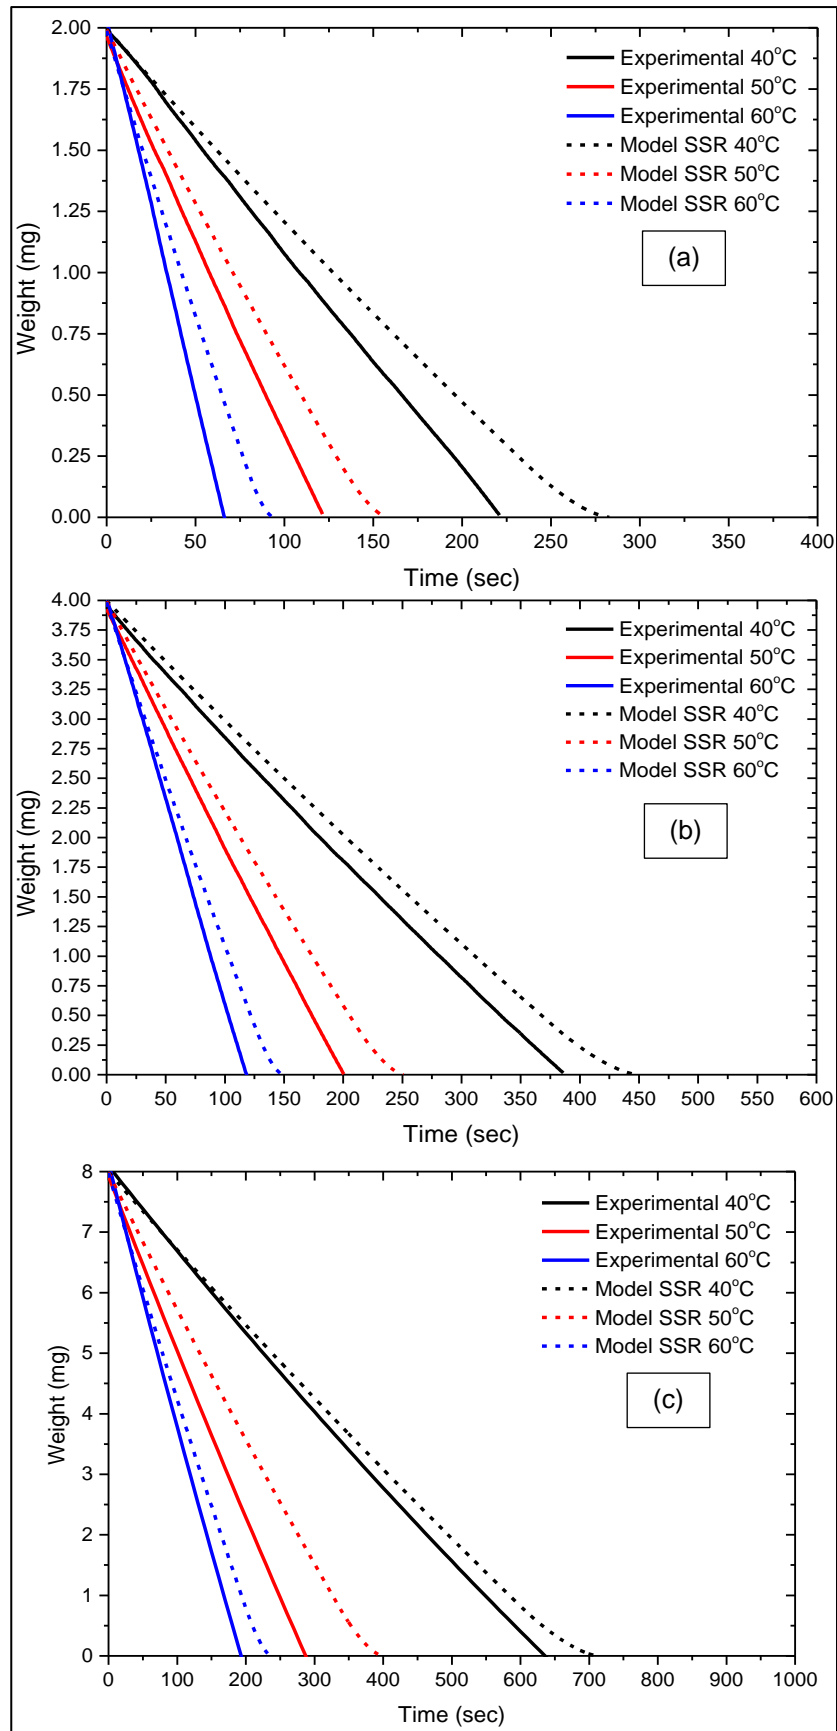 2.00
1.75
1.50
1.25
1.00
0.75
0.50
0.25
0.00
Weight (mg)
Experimental 40°C
Experimental 50°C
Experimental 60°C
Model SSR 40°C
Model SSR 50°C
Model SSR 60°C
(a)
0 50 100 150 200 250 300 350 400
Time (sec)
4.00
3.75
3.50
3.25
3.00
2.75
2.50
2.25
2.00
1.75
1.50
1.25
1.00
0.75
0.50
0.25
0.00
Weight (mg)
Experimental 40°C
Experimental 50°C
Experimental 60°C
Model SSR 40°C
Model SSR 50°C
Model SSR 60°C
(b)
0 50 100 150 200 250 300 350 400 450 500 550 600
Time (sec)
8
7
6
5
4
3
2
1
0
Weight (mg)
Experimental 40°C
Experimental 50°C
Experimental 60°C
Model SSR 40°C
Model SSR 50°C
Model SSR 60°C
(c)
0 100 200 300 400 500 600 700 800 900 1000
Time (sec)